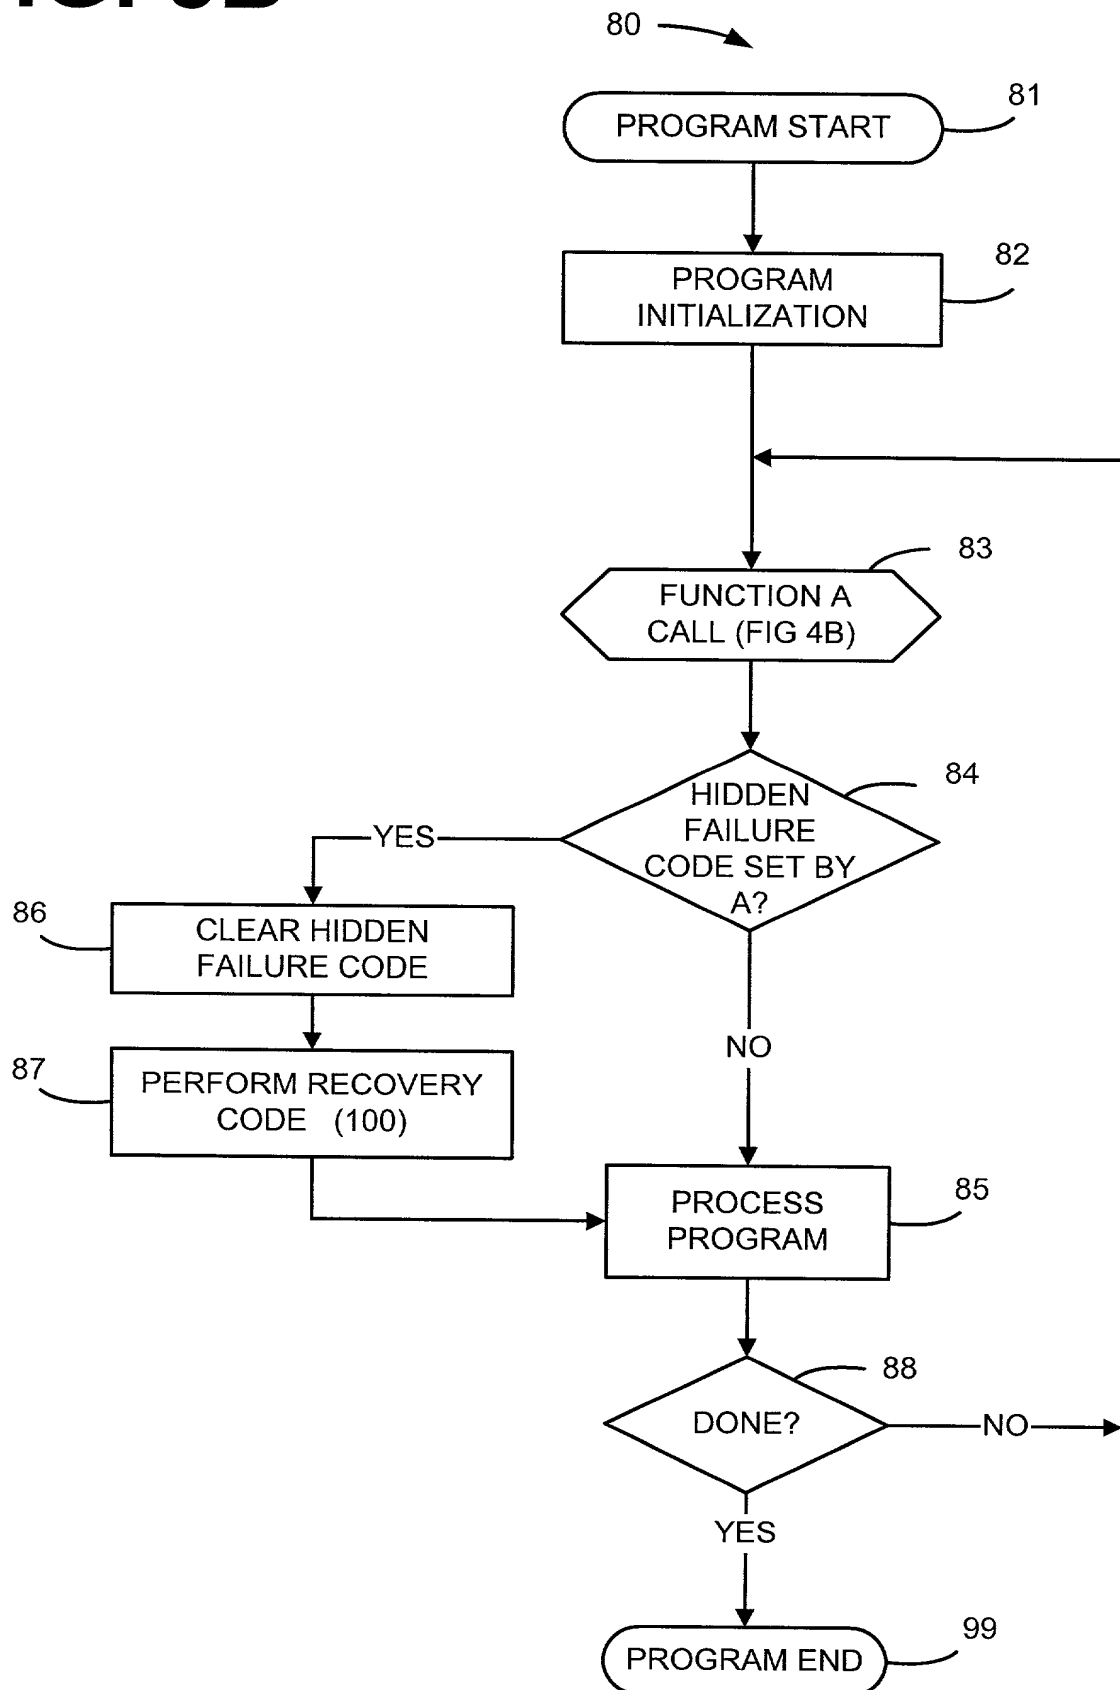 80
PROGRAM START
81
PROGRAM
INITIALIZATION
82
FUNCTION A
CALL (FIG 4B)
83
HIDDEN
FAILURE
CODE SET BY
A?
84
YES
86
CLEAR HIDDEN
FAILURE CODE
NO
87
PERFORM RECOVERY
CODE (100)
PROCESS
PROGRAM
85
DONE?
88
NO
YES
PROGRAM END
99